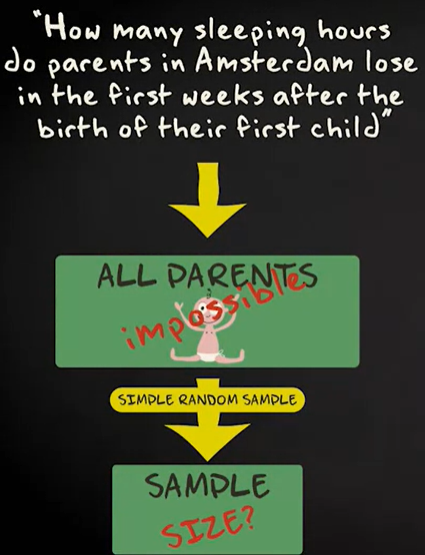 "How many sleeping hours
do parents in Amsterdam lose
in the first weeks after the
birth of their first child"
ALL PARENTS
impossible
SIMPLE RANDOM SAMPLE
SAMPLE
SIZE?